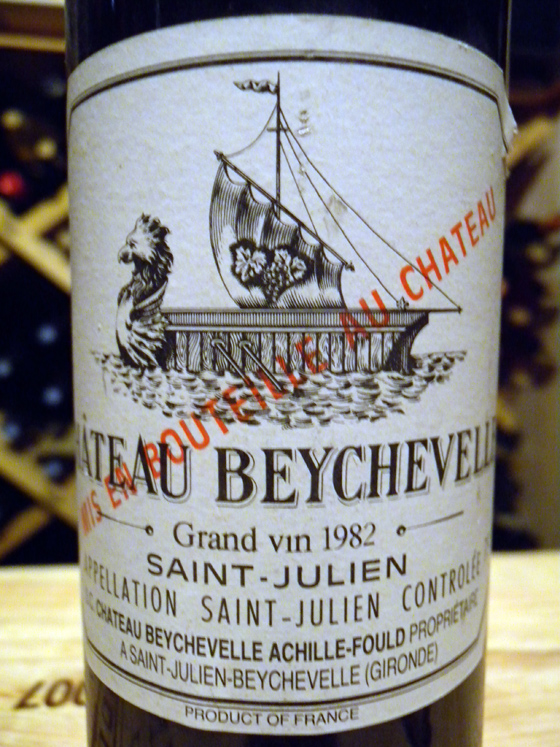 MIS EN BOUTEILLE AU CHATEAU
CHÂTEAU BEYCHEVELLE
Grand vin 1982
SAINT-JULIEN
APPELLATION SAINT-JULIEN CONTROLÉE
S.C. CHATEAU BEYCHEVELLE ACHILLE-FOULD PROPRIÉTAIRE
A SAINT-JULIEN-BEYCHEVELLE (GIRONDE)
PRODUCT OF FRANCE